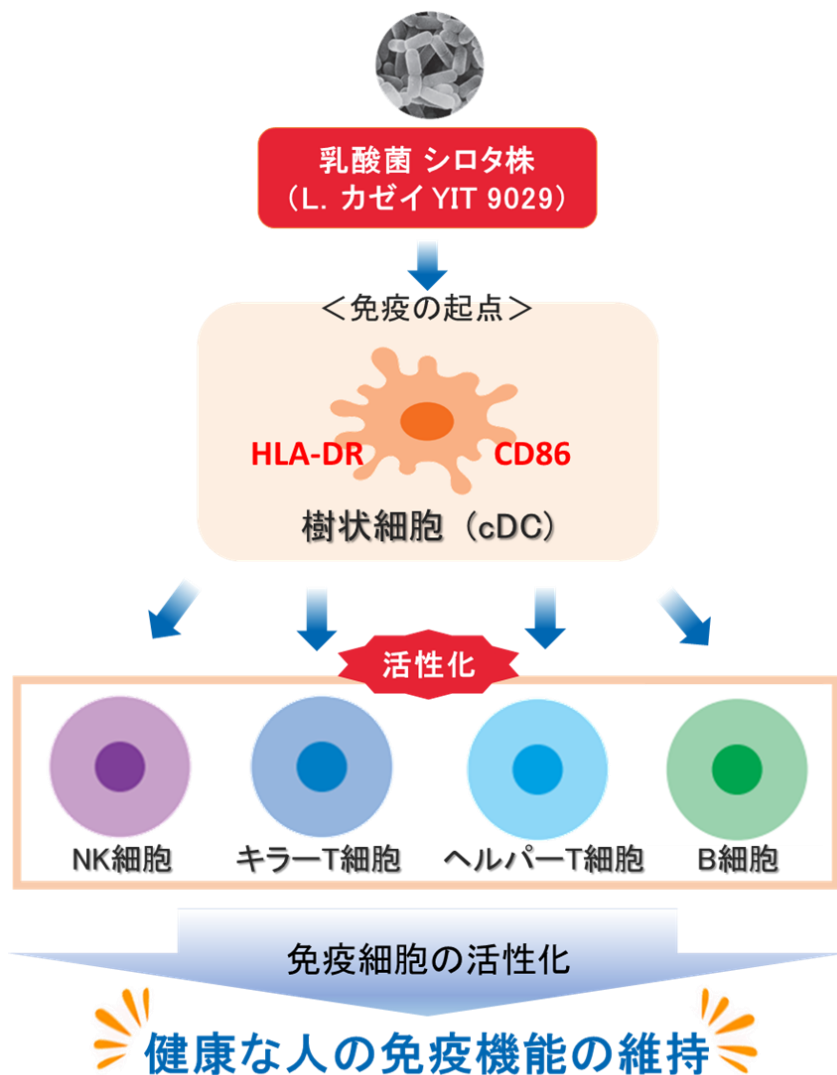 乳酸菌 シロタ株
（L. カゼイ YIT 9029）
＜免疫の起点＞
HLA-DR
CD86
樹状細胞（cDC）
活性化
NK細胞
キラーT細胞
ヘルパーT細胞
B細胞
免疫細胞の活性化
健康な人の免疫機能の維持